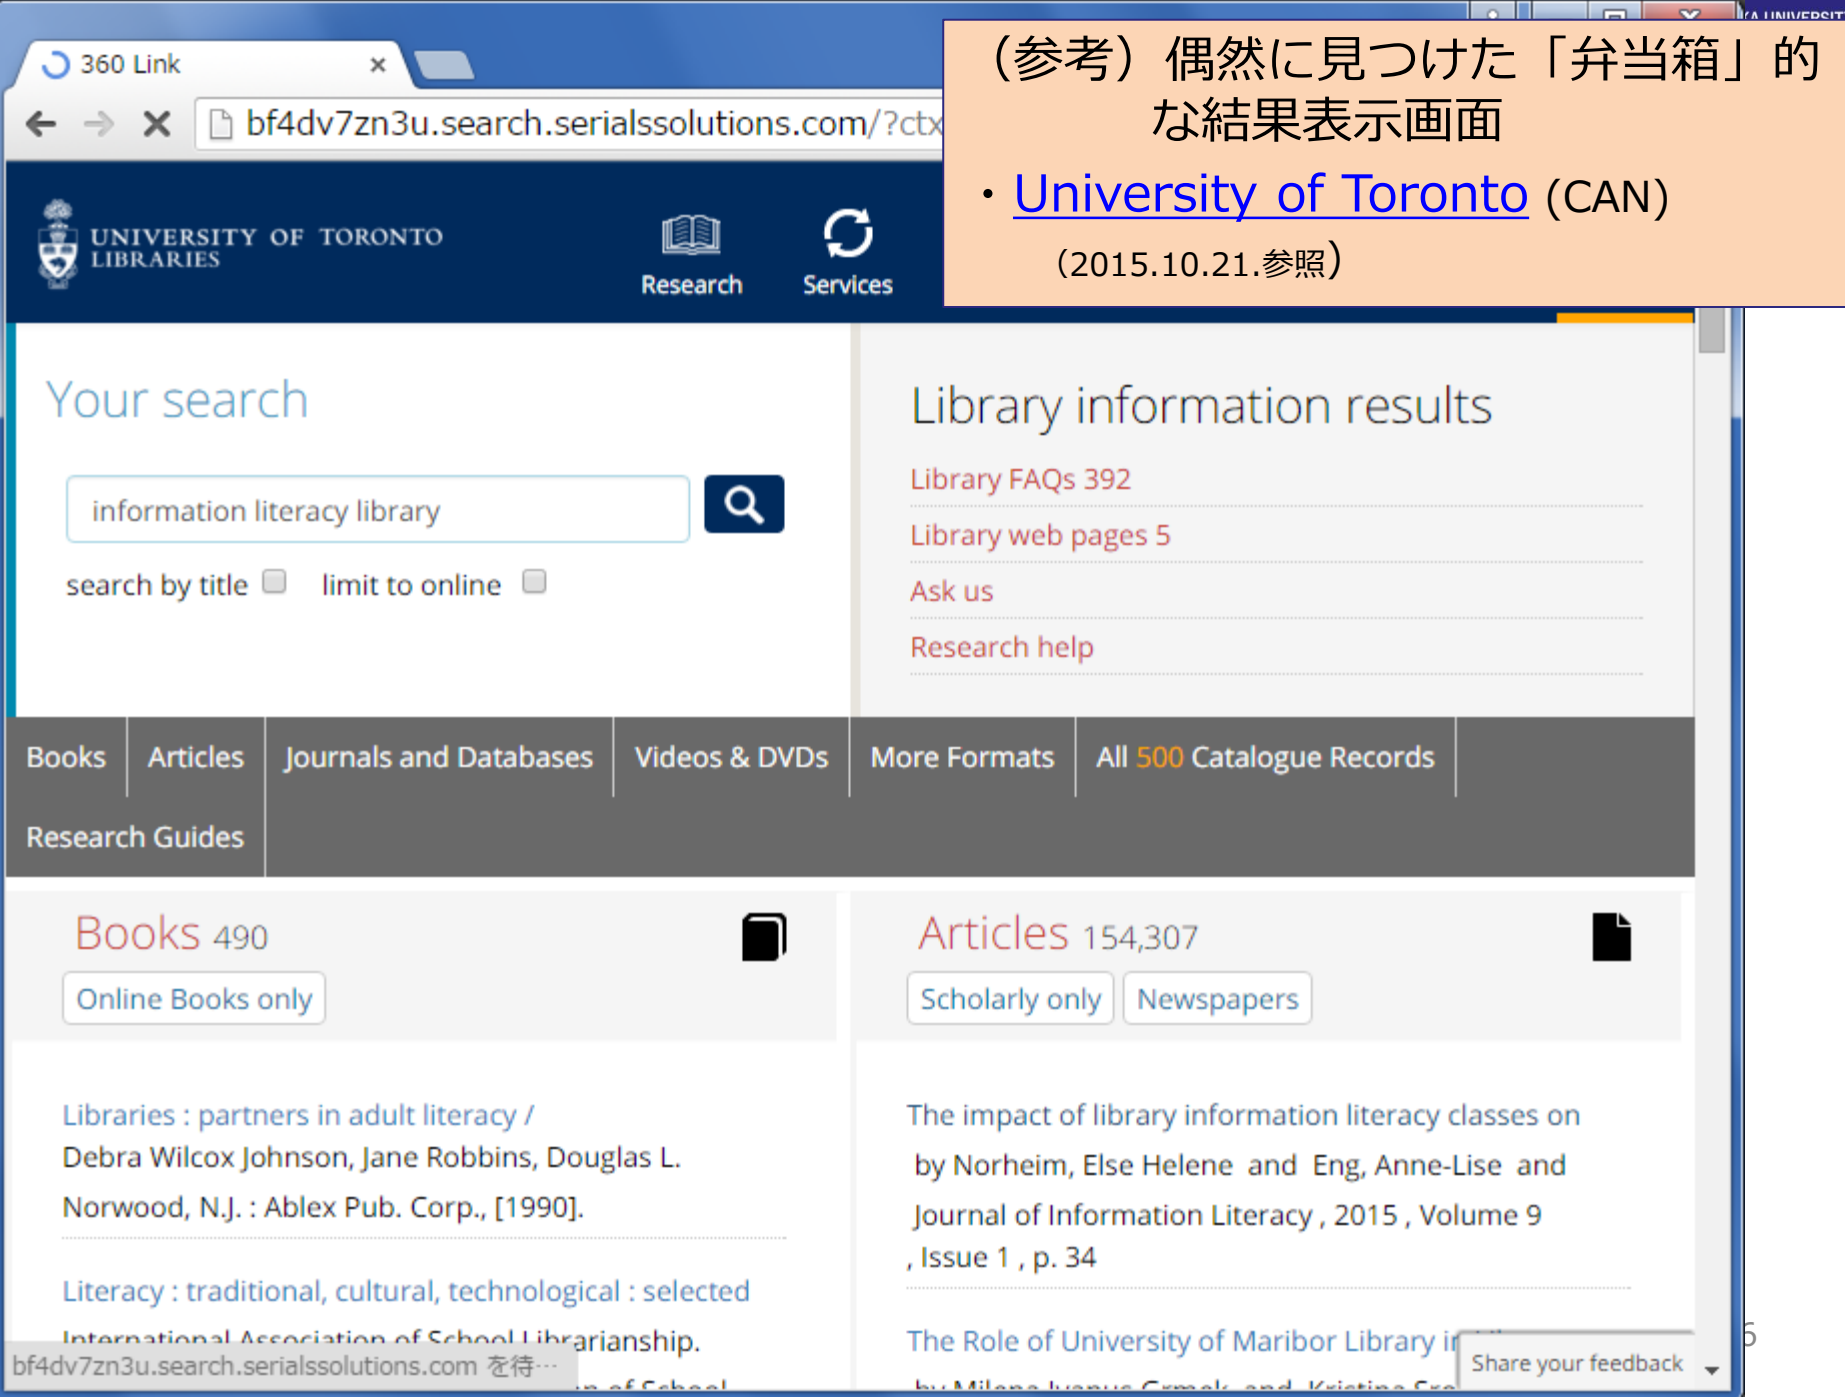 360 Link
bf4dv7zn3u.search.serialssolutions.com/?ctx
(参考)偶然に見つけた「弁当箱」的
な結果表示画面
・University of Toronto (CAN)
(2015.10.21.参照)
UNIVERSITY OF TORONTO
LIBRARIES
Research
Services
Your search
information literacy library
search by title
limit to online
Library information results
Library FAQs 392
Library web pages 5
Ask us
Research help
Books
Articles
Journals and Databases
Videos & DVDs
More Formats
All 500 Catalogue Records
Research Guides
Books 490
Online Books only
Libraries : partners in adult literacy /
Debra Wilcox Johnson, Jane Robbins, Douglas L.
Norwood, N.J. : Ablex Pub. Corp., [1990].
Literacy : traditional, cultural, technological : selected
International Association of School Librarianship.
bf4dv7zn3u.search.serialssolutions.com を待…
Articles 154,307
Scholarly only
Newspapers
The impact of library information literacy classes on
by Norheim, Else Helene and Eng, Anne-Lise and
Journal of Information Literacy , 2015 , Volume 9
, Issue 1 , p. 34
The Role of University of Maribor Library
Share your feedback